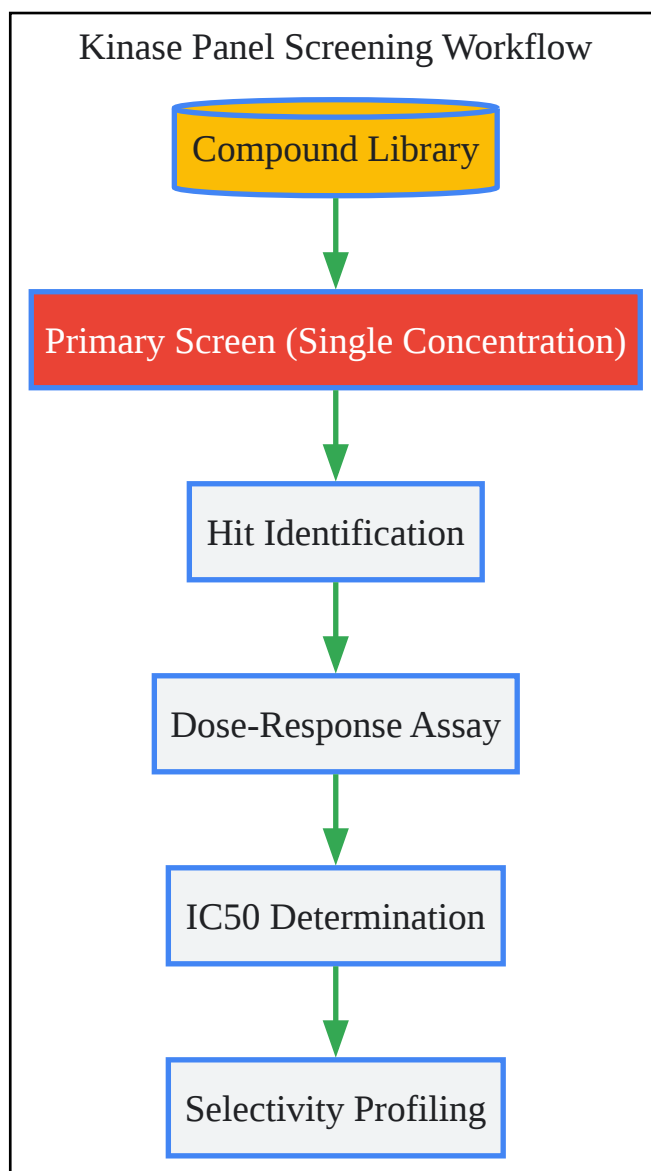 Kinase Panel Screening Workflow
Compound Library
Primary Screen (Single Concentration)
Hit Identification
Dose-Response Assay
IC50 Determination
Selectivity Profiling